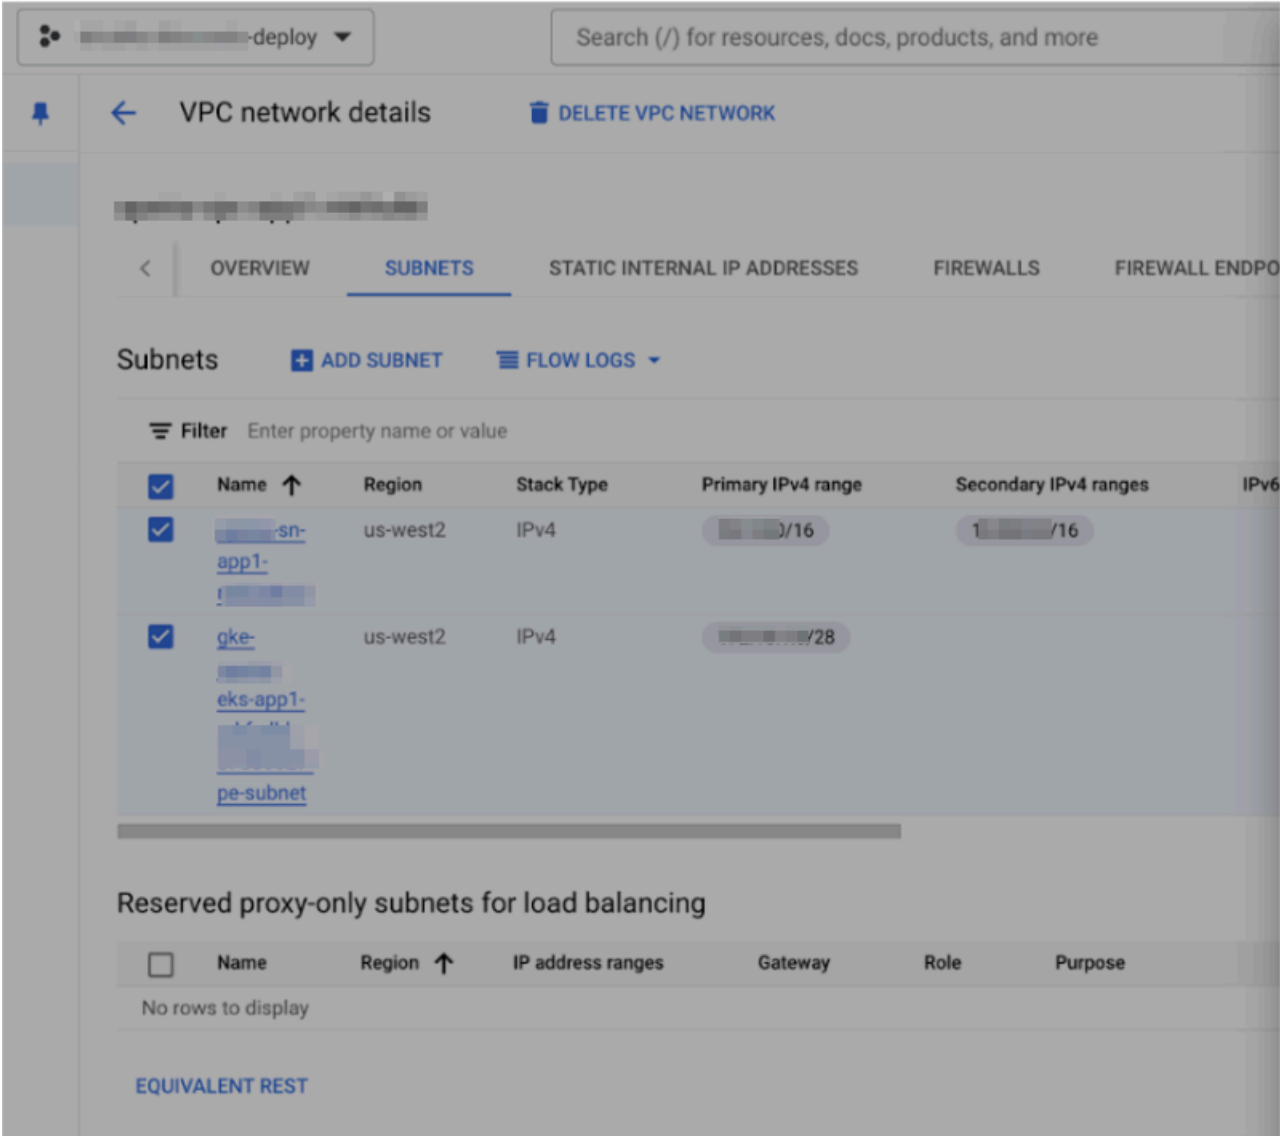 -deploy
Search (/) for resources, docs, products, and more
VPC network details
DELETE VPC NETWORK
OVERVIEW
SUBNETS
STATIC INTERNAL IP ADDRESSES
FIREWALLS
FIREWALL ENDPO
Subnets
ADD SUBNET
FLOW LOGS
Filter
Enter property name or value
Name
Region
Stack Type
Primary IPv4 range
Secondary IPv4 ranges
IPv6
-sn-
app1-
us-west2
IPv4
/16
/16
gke-
eks-app1-
pe-subnet
us-west2
IPv4
/28
Reserved proxy-only subnets for load balancing
Name
Region
IP address ranges
Gateway
Role
Purpose
No rows to display
EQUIVALENT REST